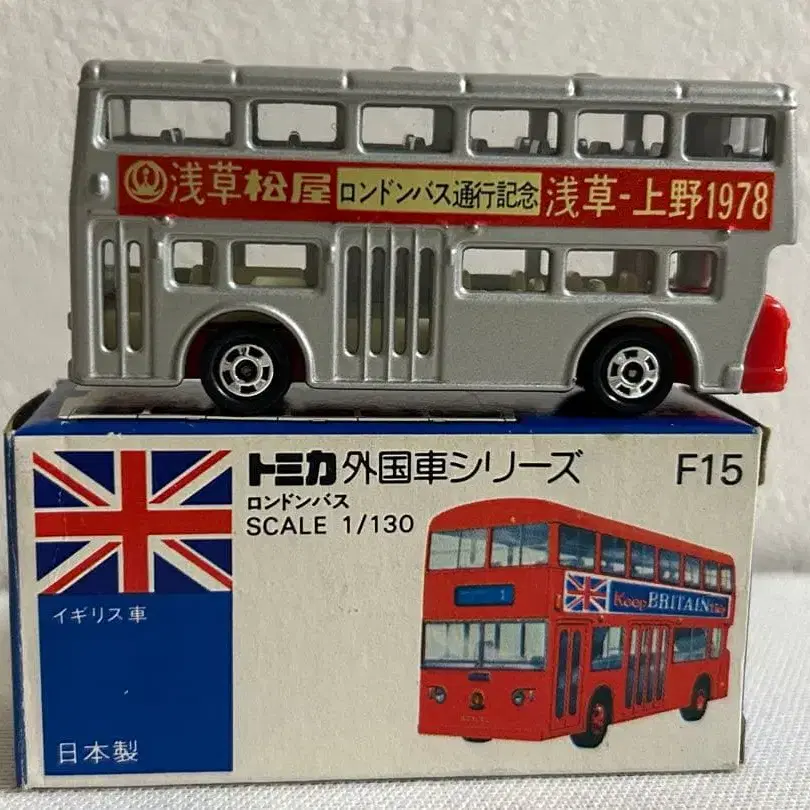 浅草松屋 ロンドンバス通行記念 浅草-上野1978
トミカ 外国車シリーズ F15
ロンドンバス
SCALE 1/130
イギリス車
日本製
1
Keep BRITAIN